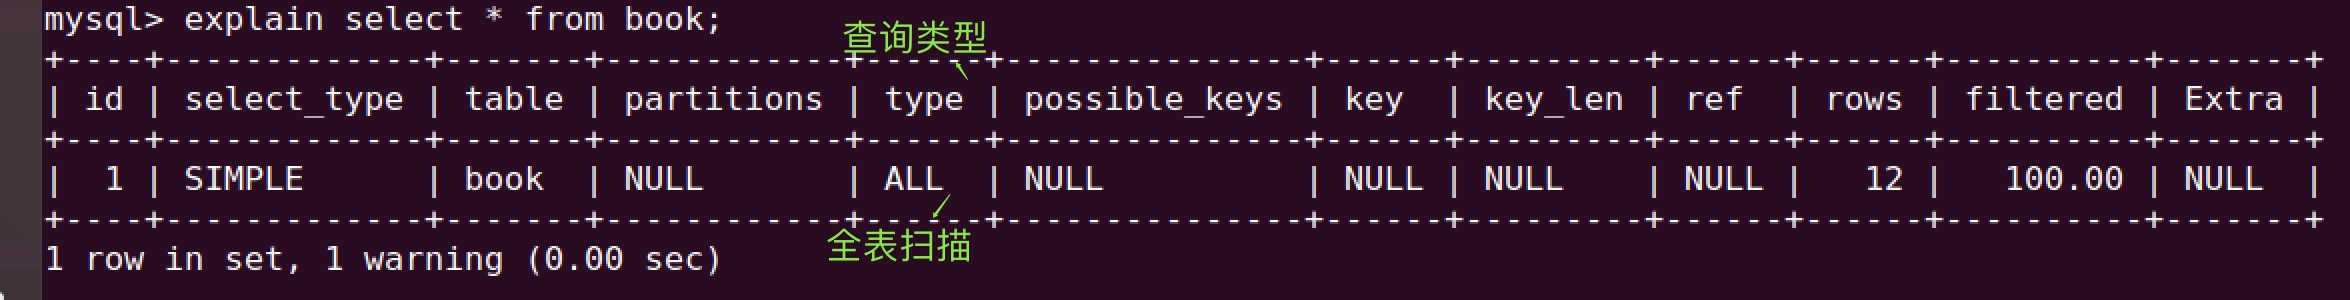 mysql> explain select * from book;
查询类型
+----+-------------+-------+------------+------+---------------+------+---------+------+------+----------+-------+
| id | select_type | table | partitions | type | possible_keys | key  | key_len | ref  | rows | filtered | Extra |
+----+-------------+-------+------------+------+---------------+------+---------+------+------+----------+-------+
|  1 | SIMPLE      | book  | NULL       | ALL  | NULL          | NULL | NULL    | NULL |   12 |   100.00 | NULL  |
+----+-------------+-------+------------+------+---------------+------+---------+------+------+----------+-------+
全表扫描
1 row in set, 1 warning (0.00 sec)